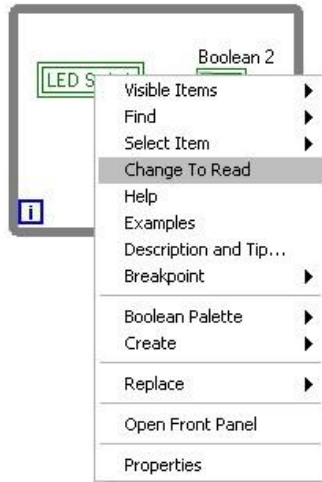 Boolean 2
LED S
Visible Items
Find
Select Item
Change To Read
Help
Examples
Description and Tip...
Breakpoint
Boolean Palette
Create
Replace
Open Front Panel
Properties
i